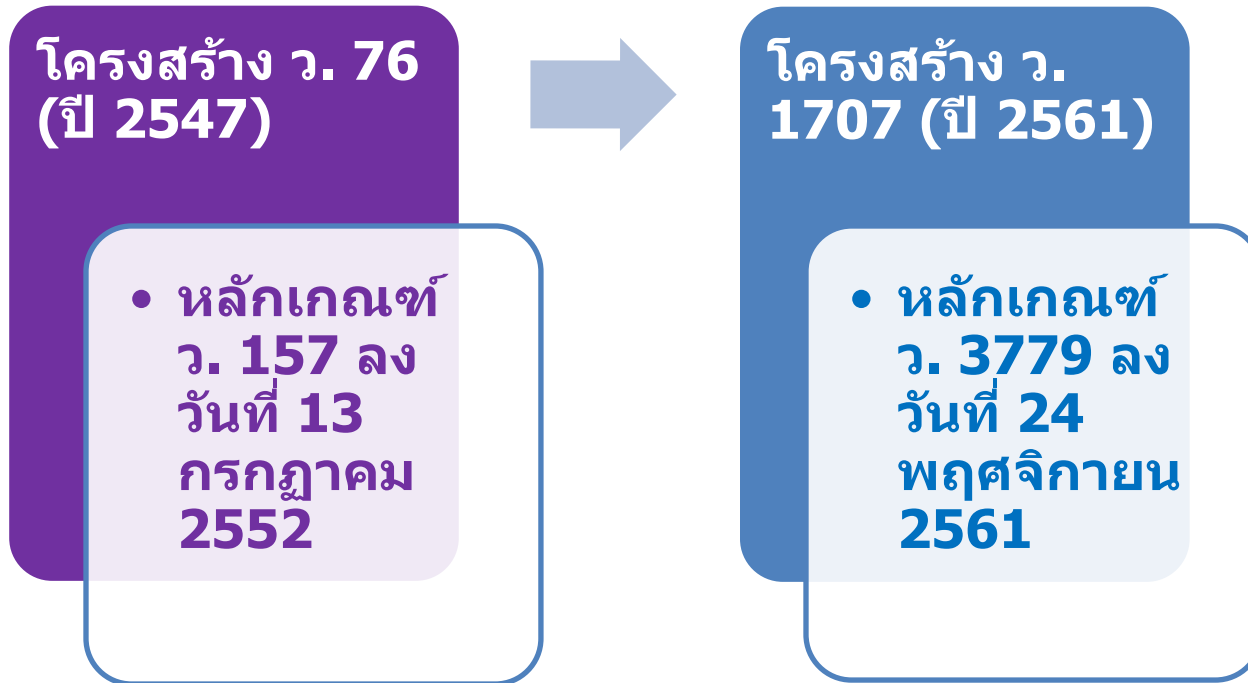 โครงสร้าง ว. 76
(ปี 2547)
• หลักเกณฑ์
ว. 157 ลง
วันที่ 13
กรกฏาคม
2552
โครงสร้าง ว.
1707 (ปี 2561)
• หลักเกณฑ์
ว. 3779 ลง
วันที่ 24
พฤศจิกายน
2561